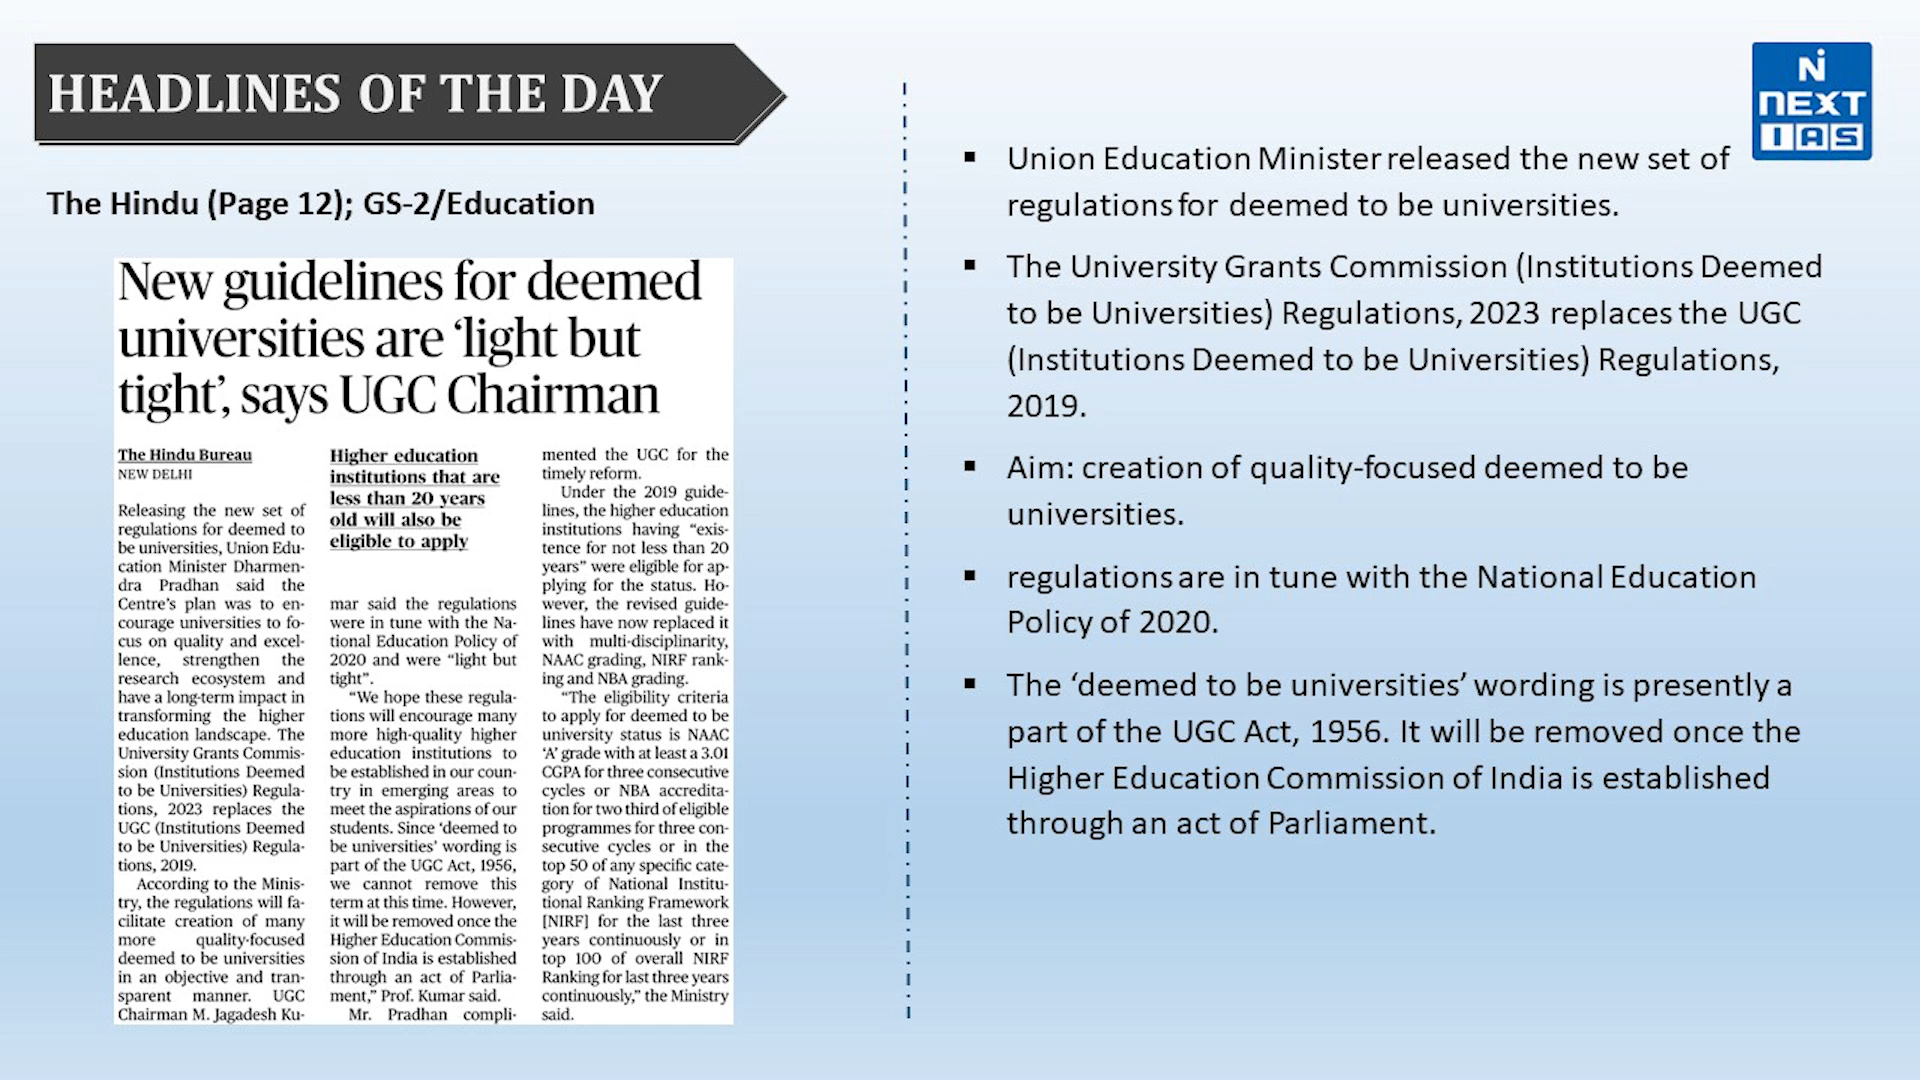 HEADLINES OF THE DAY
The Hindu (Page 12); GS-2/Education
New guidelines for deemed
universities are ‘light but
tight’, says UGC Chairman
The Hindu Bureau
NEW DELHI
Releasing the new set of
regulations for deemed to
be universities, Union Edu-
cation Minister Dharmen-
dra Pradhan said the
Centre’s plan was to en-
courage universities to fo-
cus on quality and excel-
lence, strengthen the
research ecosystem and
have a long-term impact in
transforming the higher
education landscape. The
University Grants Commis-
sion (Institutions Deemed
to be Universities) Regula-
tions, 2023 replaces the
UGC (Institutions Deemed
to be Universities) Regula-
tions, 2019.
According to the Minis-
try, the regulations will fa-
cilitate creation of many
more quality-focused
deemed to be universities
in an objective and tran-
sparent manner. UGC
Chairman M. Jagadesh Ku-
Higher education
institutions that are
less than 20 years
old will also be
eligible to apply
mar said the regulations
were in tune with the Na-
tional Education Policy of
2020 and were “light but
tight”.
“We hope these regula-
tions will encourage many
more high-quality higher
education institutions to
be established in our coun-
try in emerging areas to
meet the aspirations of our
students. Since ‘deemed to
be universities’ wording is
part of the UGC Act, 1956,
we cannot remove this
term at this time. However,
it will be removed once the
Higher Education Commis-
sion of India is established
through an act of Parlia-
ment,” Prof. Kumar said.
Mr. Pradhan compli-
mented the UGC for the
timely reform.
Under the 2019 guide-
lines, the higher education
institutions having “exis-
tence for not less than 20
years” were eligible for ap-
plying for the status. Ho-
wever, the revised guide-
lines have now replaced it
with multi-disciplinarity,
NAAC grading, NIRF rank-
ing and NBA grading.
“The eligibility criteria
to apply for deemed to be
university status is NAAC
‘A’ grade with at least a 3.01
CGPA for three consecutive
cycles or NBA accredita-
tion for two third of eligible
programmes for three con-
secutive cycles or in the
top 50 of any specific cate-
gory of National Institu-
tional Ranking Framework
[NIRF] for the last three
years continuously or in
top 100 of overall NIRF
Ranking for last three years
continuously,” the Ministry
said.
N
NEXT
IAS
▪ Union Education Minister released the new set of
regulations for deemed to be universities.
▪ The University Grants Commission (Institutions Deemed
to be Universities) Regulations, 2023 replaces the UGC
(Institutions Deemed to be Universities) Regulations,
2019.
▪ Aim: creation of quality-focused deemed to be
universities.
▪ regulations are in tune with the National Education
Policy of 2020.
▪ The ‘deemed to be universities’ wording is presently a
part of the UGC Act, 1956. It will be removed once the
Higher Education Commission of India is established
through an act of Parliament.